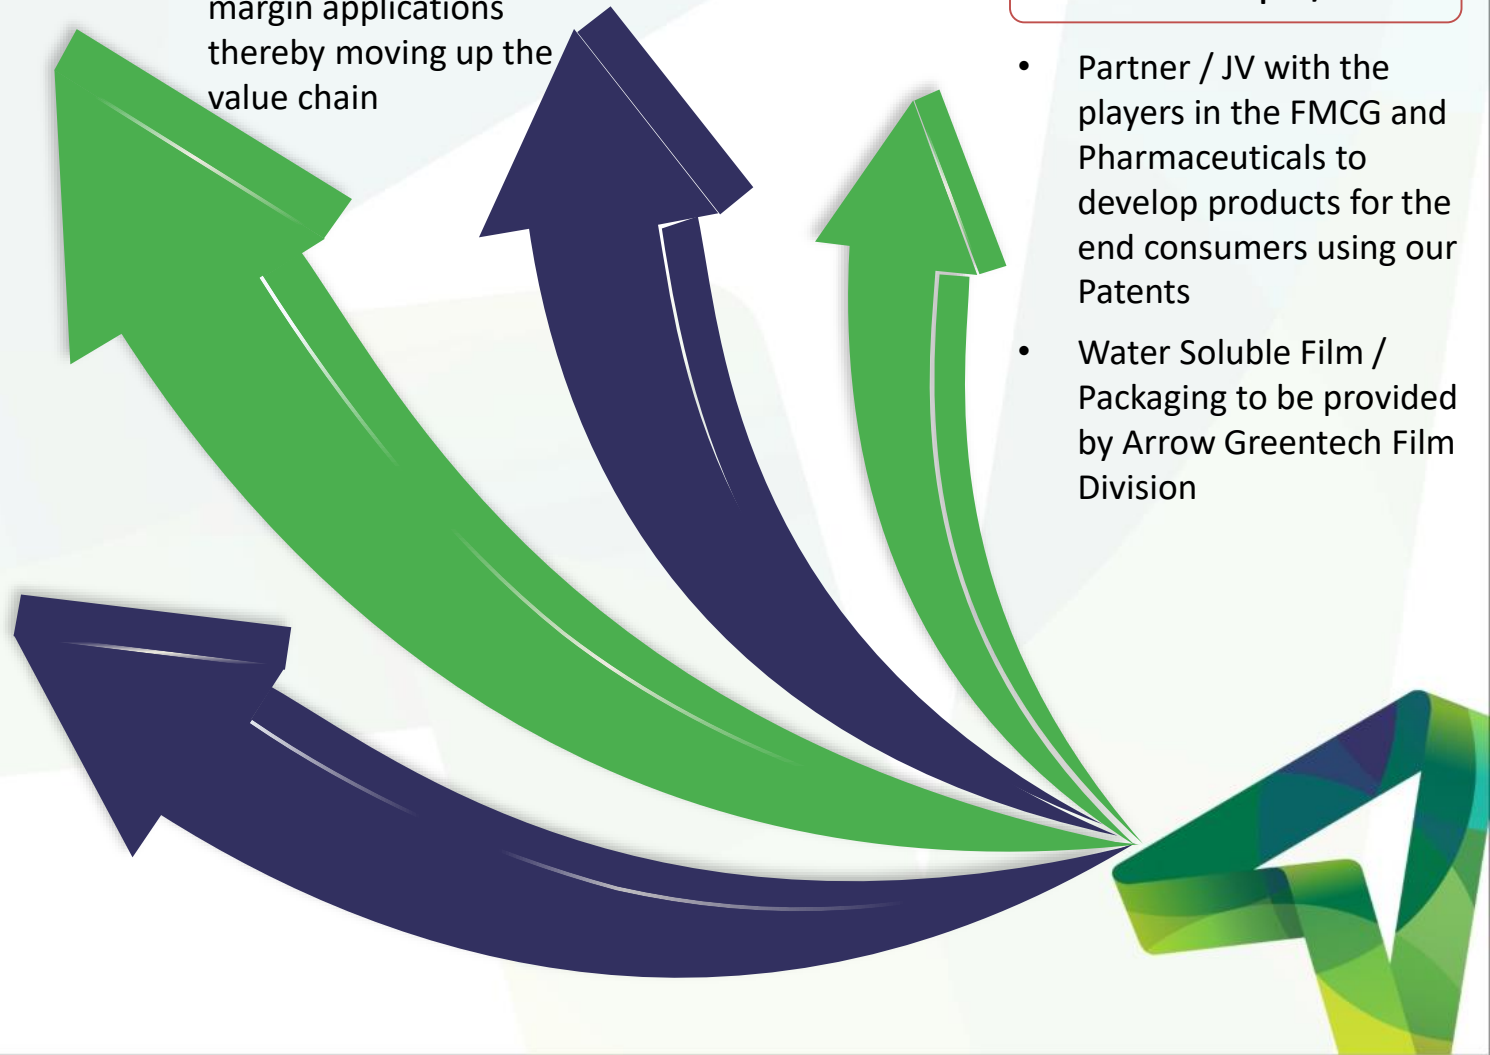 margin applications
thereby moving up the
value chain
• Partner / JV with the
players in the FMCG and
Pharmaceuticals to
develop products for the
end consumers using our
Patents
• Water Soluble Film /
Packaging to be provided
by Arrow Greentech Film
Division